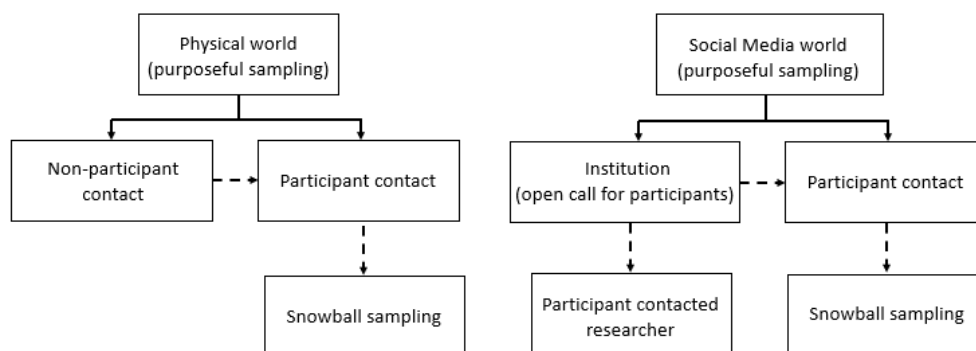 Physical world
(purposeful sampling)
Social Media world
(purposeful sampling)
Non-participant
contact
Participant contact
Institution
(open call for participants)
Participant contact
Snowball sampling
Participant contacted
researcher
Snowball sampling